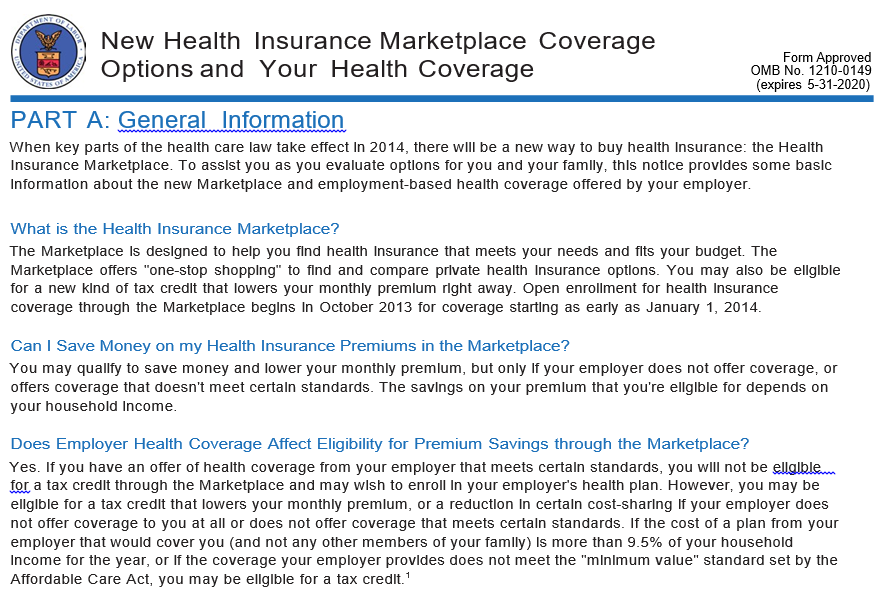 New Health Insurance Marketplace Coverage
Options and Your Health Coverage
Form Approved
OMB No. 1210-0149
(expires 5-31-2020)
DEPARTMENT OF LABOR
UNITED STATES OF AMERICA
PART A: General Information
When key parts of the health care law take effect in 2014, there will be a new way to buy health insurance: the Health
Insurance Marketplace. To assist you as you evaluate options for you and your family, this notice provides some basic
information about the new Marketplace and employment-based health coverage offered by your employer.
What is the Health Insurance Marketplace?
The Marketplace is designed to help you find health insurance that meets your needs and fits your budget. The
Marketplace offers "one-stop shopping" to find and compare private health insurance options. You may also be eligible
for a new kind of tax credit that lowers your monthly premium right away. Open enrollment for health insurance
coverage through the Marketplace begins in October 2013 for coverage starting as early as January 1, 2014.
Can I Save Money on my Health Insurance Premiums in the Marketplace?
You may qualify to save money and lower your monthly premium, but only if your employer does not offer coverage, or
offers coverage that doesn't meet certain standards. The savings on your premium that you're eligible for depends on
your household income.
Does Employer Health Coverage Affect Eligibility for Premium Savings through the Marketplace?
Yes. If you have an offer of health coverage from your employer that meets certain standards, you will not be eligible
for a tax credit through the Marketplace and may wish to enroll in your employer's health plan. However, you may be
eligible for a tax credit that lowers your monthly premium, or a reduction in certain cost-sharing if your employer does
not offer coverage to you at all or does not offer coverage that meets certain standards. If the cost of a plan from your
employer that would cover you (and not any other members of your family) is more than 9.5% of your household
income for the year, or if the coverage your employer provides does not meet the "minimum value" standard set by the
Affordable Care Act, you may be eligible for a tax credit.1